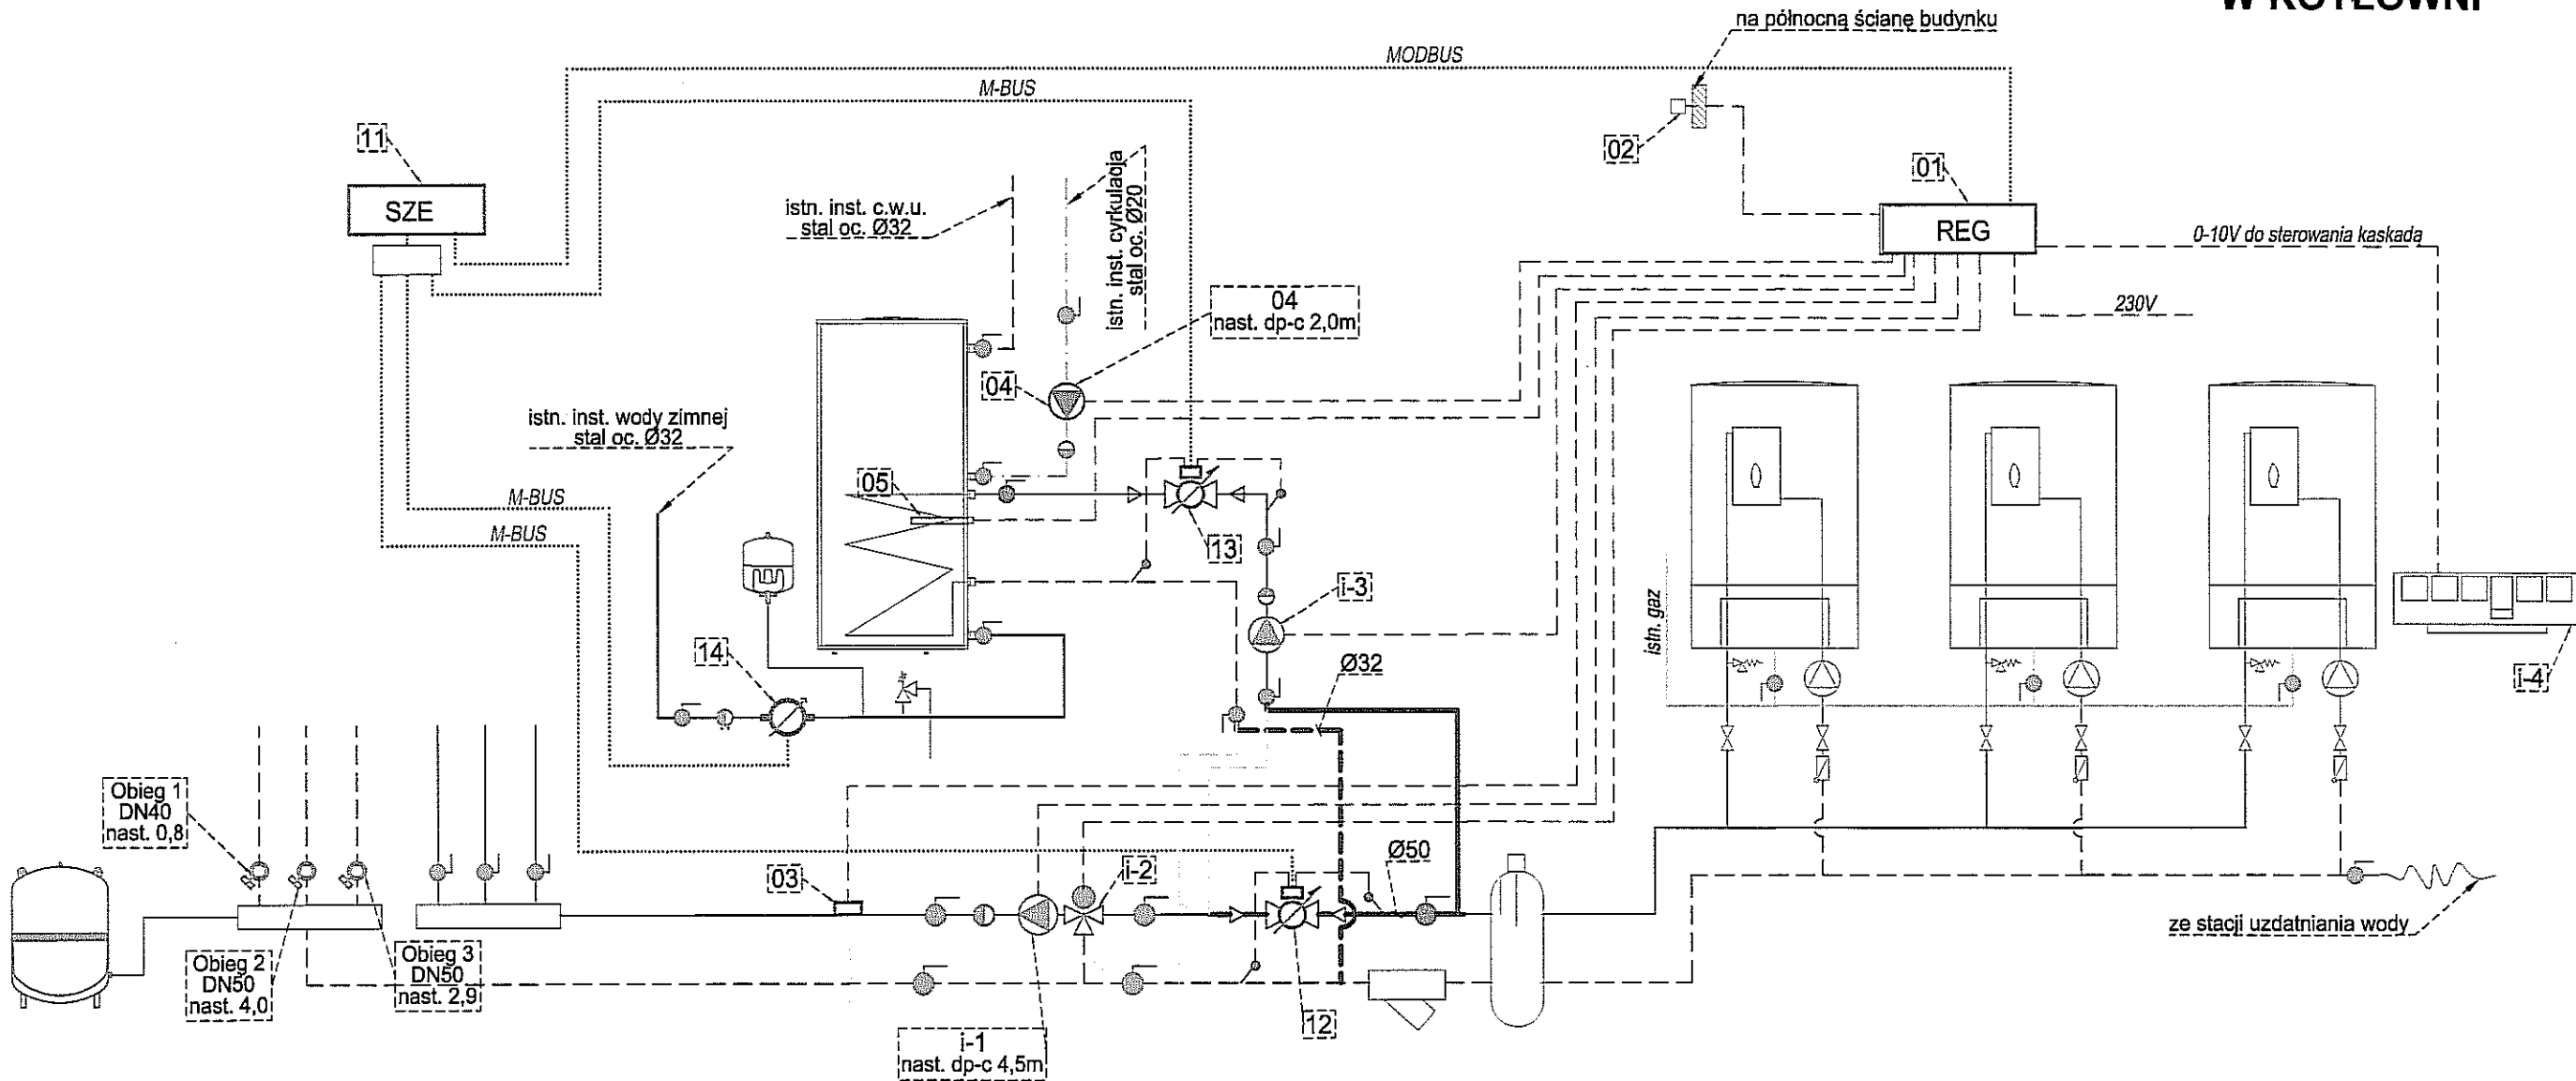 W KOTŁOWNI
na północną ścianę budynku
MODBUS
M-BUS
11
SZE
02
01
REG
istn. inst. c.w.u.
stal oc. Ø32
istn. inst. cyrkulacja
stal oc. Ø20
0-10V do sterowania kaskadą
230V
04
nast. dp-c 2,0m
04
istn. inst. wody zimnej
stal oc. Ø32
05
M-BUS
M-BUS
13
i-3
istn. gaz
14
Ø32
i-4
Obieg 1
DN40
nast. 0,8
03
i-2
Ø50
ze stacji uzdatniania wody
Obieg 2
DN50
nast. 4,0
Obieg 3
DN50
nast. 2,9
12
i-1
nast. dp-c 4,5m